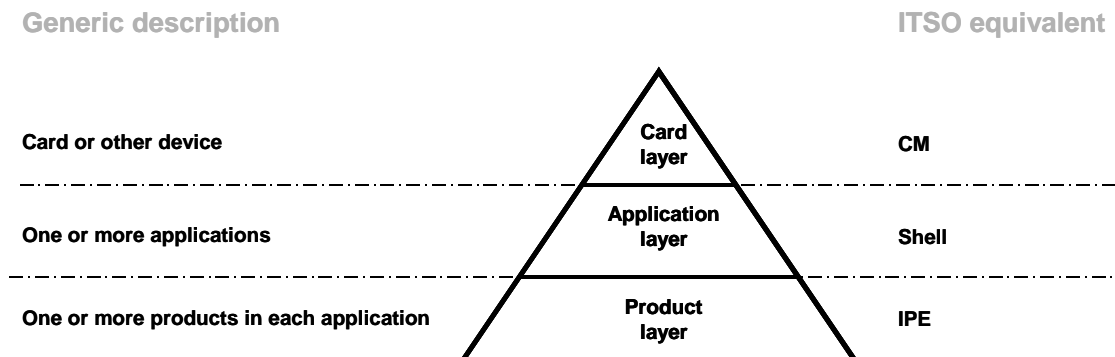 Generic description
ITSO equivalent
Card or other device
Card
layer
CM
One or more applications
Application
layer
Shell
One or more products in each application
Product
layer
IPE